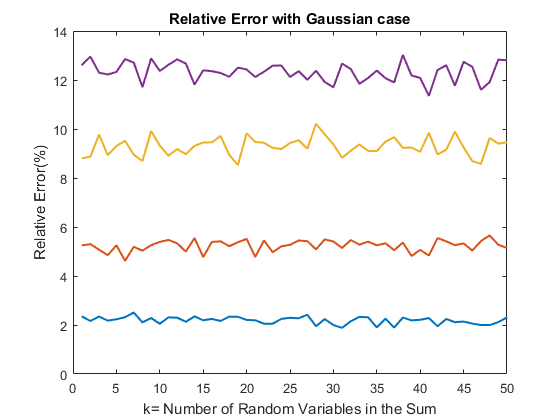 Relative Error with Gaussian case
14
12
10
8
6
4
2
0
Relative Error(%)
0 5 10 15 20 25 30 35 40 45 50
k= Number of Random Variables in the Sum